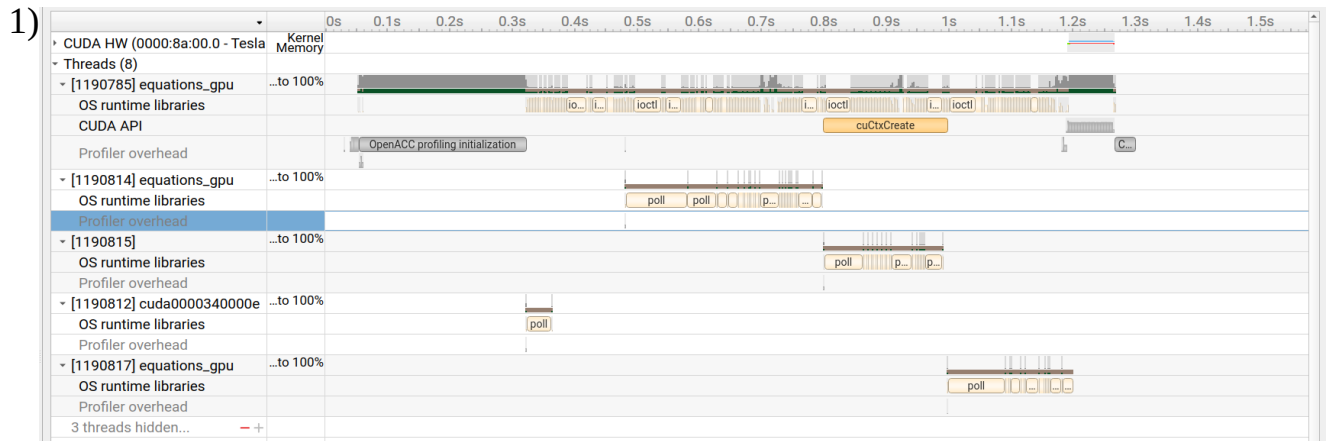 1)
0s 0.1s 0.2s 0.3s 0.4s 0.5s 0.6s 0.7s 0.8s 0.9s 1s 1.1s 1.2s 1.3s 1.4s 1.5s
CUDA HW (0000:8a:00.0 - Tesla Kernel
Memory
Threads (8)
[1190785] equations_gpu ...to 100%
OS runtime libraries io... i... ioctl i... i... ioctl i... ioctl
CUDA API cuCtxCreate
Profiler overhead OpenACC profiling initialization C...
[1190814] equations_gpu ...to 100%
OS runtime libraries poll poll p... ...
Profiler overhead
[1190815] ...to 100%
OS runtime libraries poll p... p...
Profiler overhead
[1190812] cuda0000340000e ...to 100%
OS runtime libraries poll
Profiler overhead
[1190817] equations_gpu ...to 100%
OS runtime libraries poll ... ... ...
Profiler overhead
3 threads hidden... − +